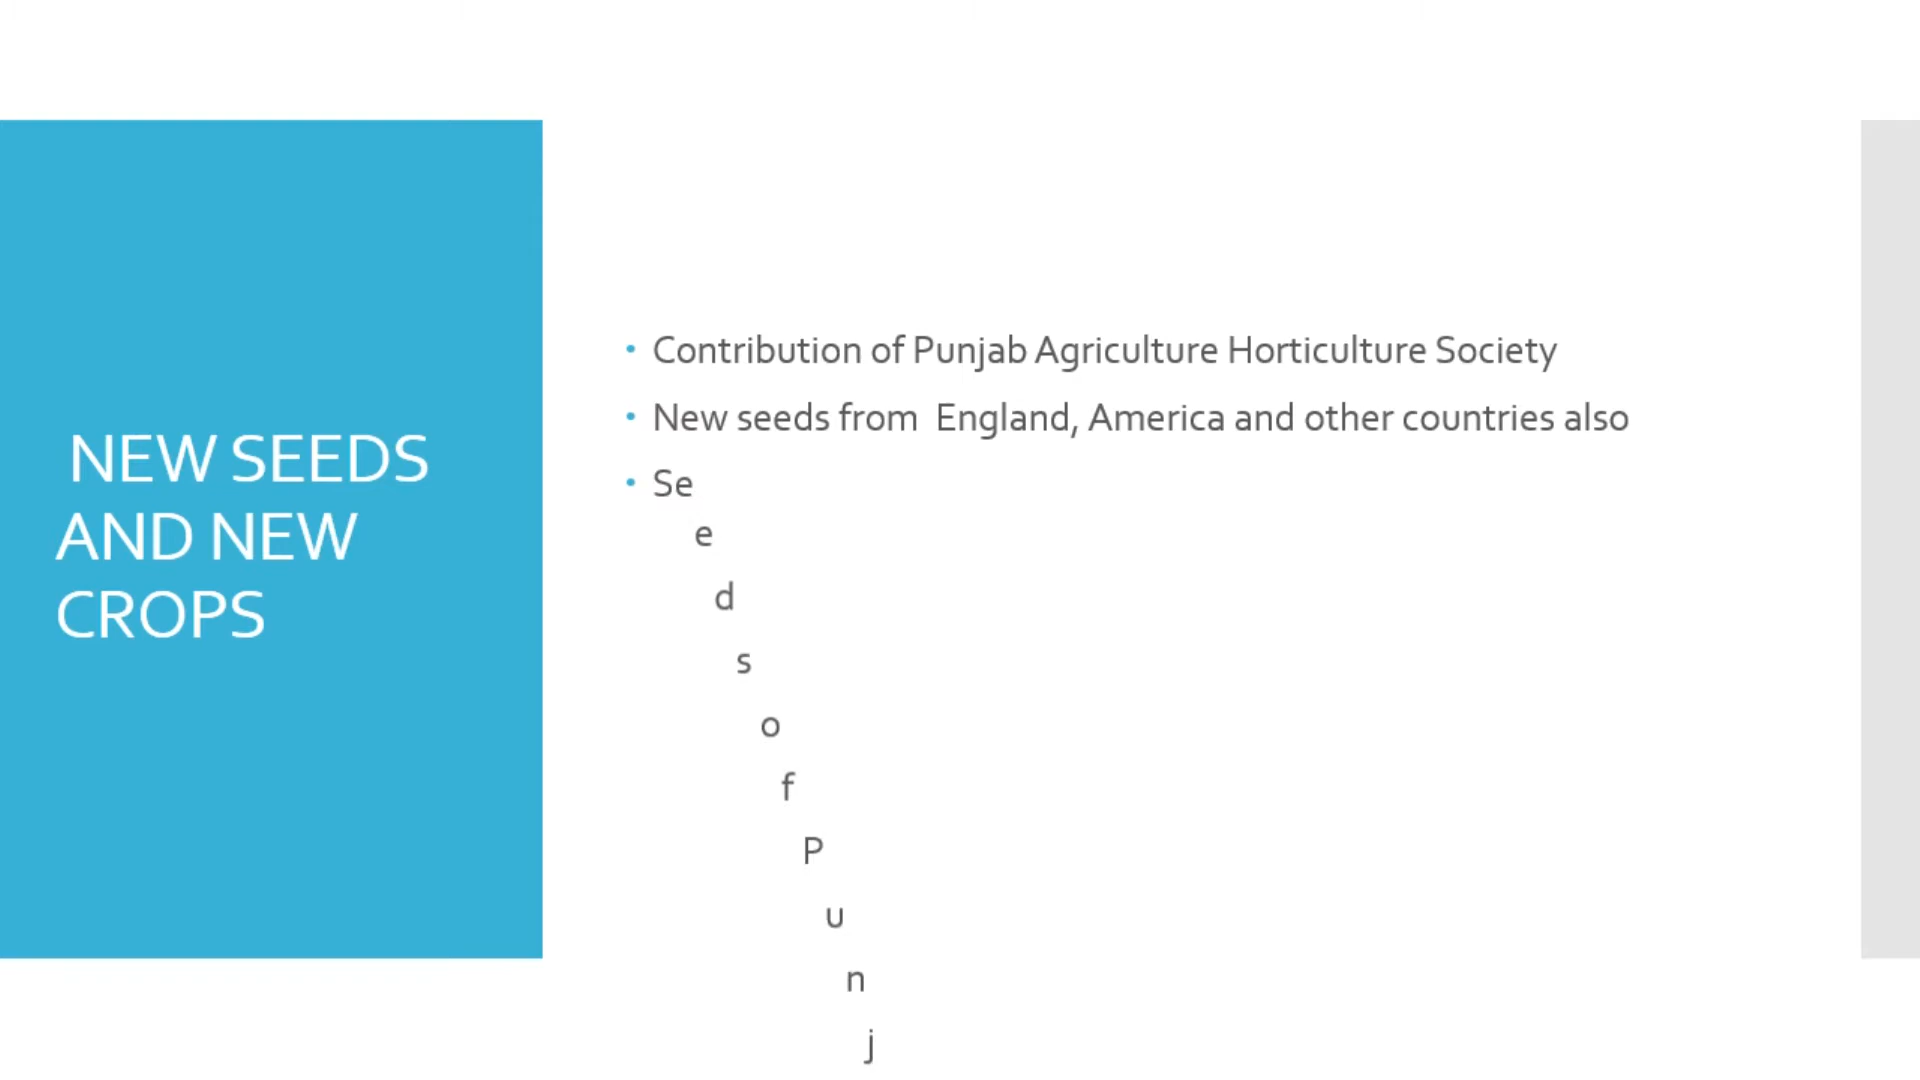 NEW SEEDS
AND NEW
CROPS
• Contribution of Punjab Agriculture Horticulture Society
• New seeds from  England, America and other countries also
• Se
e
d
s
o
f
P
u
n
j